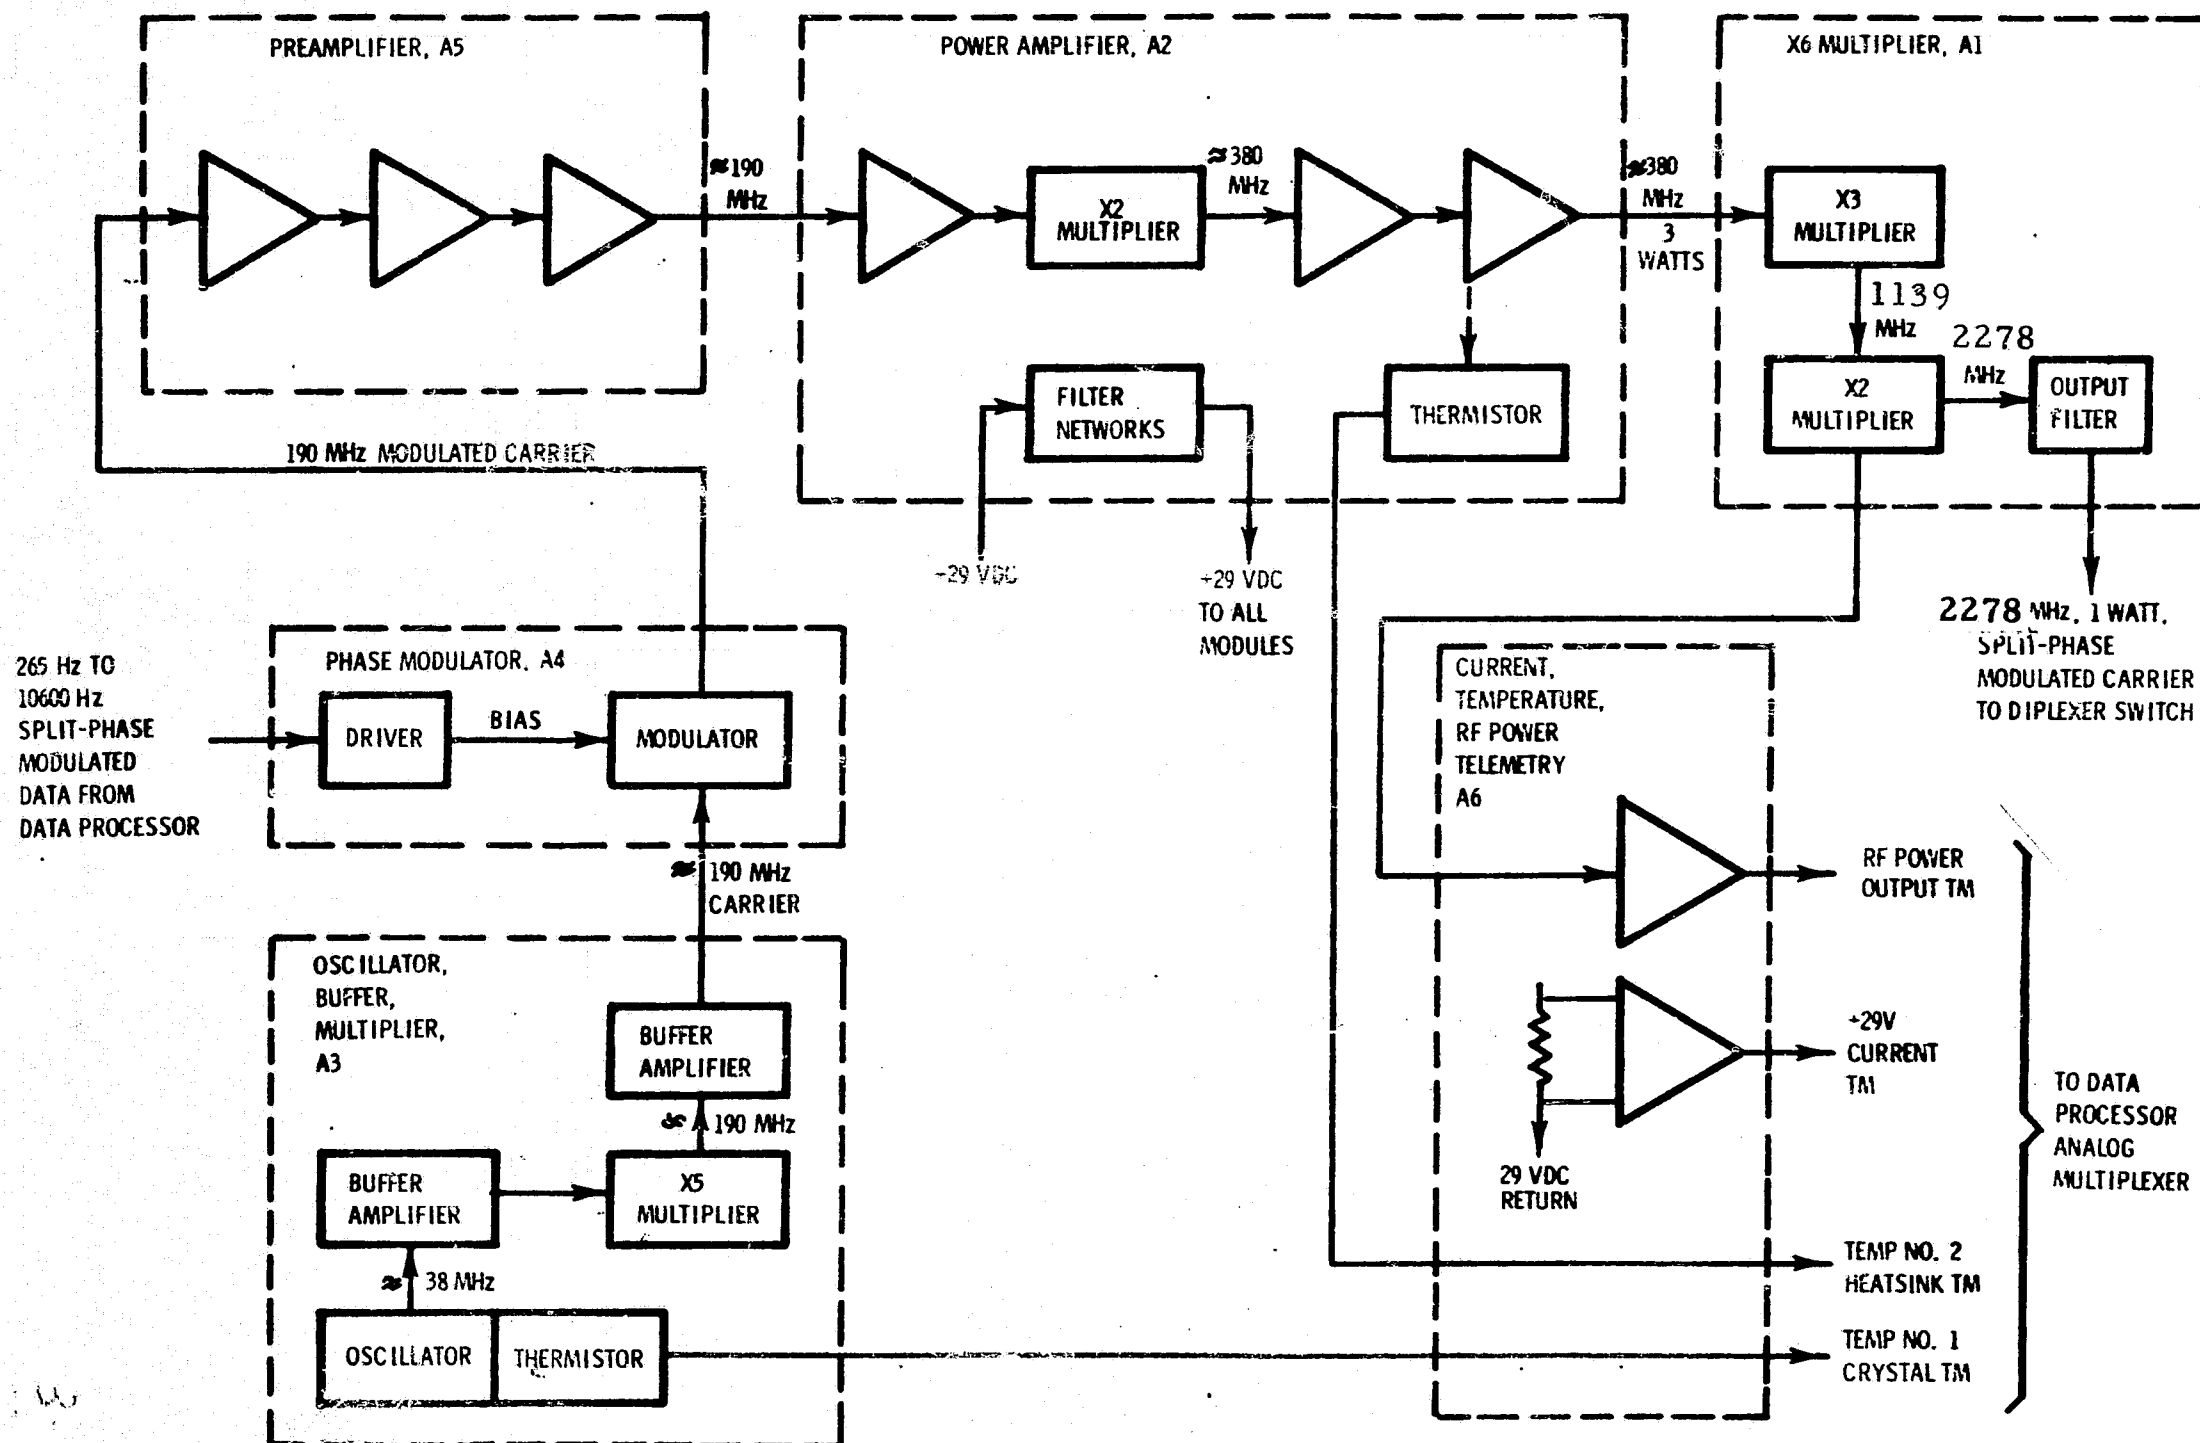 PREAMPLIFIER, A5
POWER AMPLIFIER, A2
X6 MULTIPLIER, A1
≈190
MHz
X2
MULTIPLIER
≈380
MHz
≈380
MHz
3
WATTS
X3
MULTIPLIER
1139
MHz
X2
MULTIPLIER
2278
MHz
OUTPUT
FILTER
FILTER
NETWORKS
THERMISTOR
190 MHz MODULATED CARRIER
+29 VDC
+29 VDC
TO ALL
MODULES
2278 MHz, 1 WATT,
SPLIT-PHASE
MODULATED CARRIER
TO DIPLEXER SWITCH
265 Hz TO
10600 Hz
SPLIT-PHASE
MODULATED
DATA FROM
DATA PROCESSOR
PHASE MODULATOR, A4
DRIVER
BIAS
MODULATOR
≈ 190 MHz
CARRIER
OSCILLATOR,
BUFFER,
MULTIPLIER,
A3
BUFFER
AMPLIFIER
≈ 190 MHz
BUFFER
AMPLIFIER
X5
MULTIPLIER
≈ 38 MHz
OSCILLATOR
THERMISTOR
CURRENT,
TEMPERATURE,
RF POWER
TELEMETRY
A6
RF POWER
OUTPUT TM
+29V
CURRENT
TM
29 VDC
RETURN
TEMP NO. 2
HEATSINK TM
TEMP NO. 1
CRYSTAL TM
TO DATA
PROCESSOR
ANALOG
MULTIPLEXER